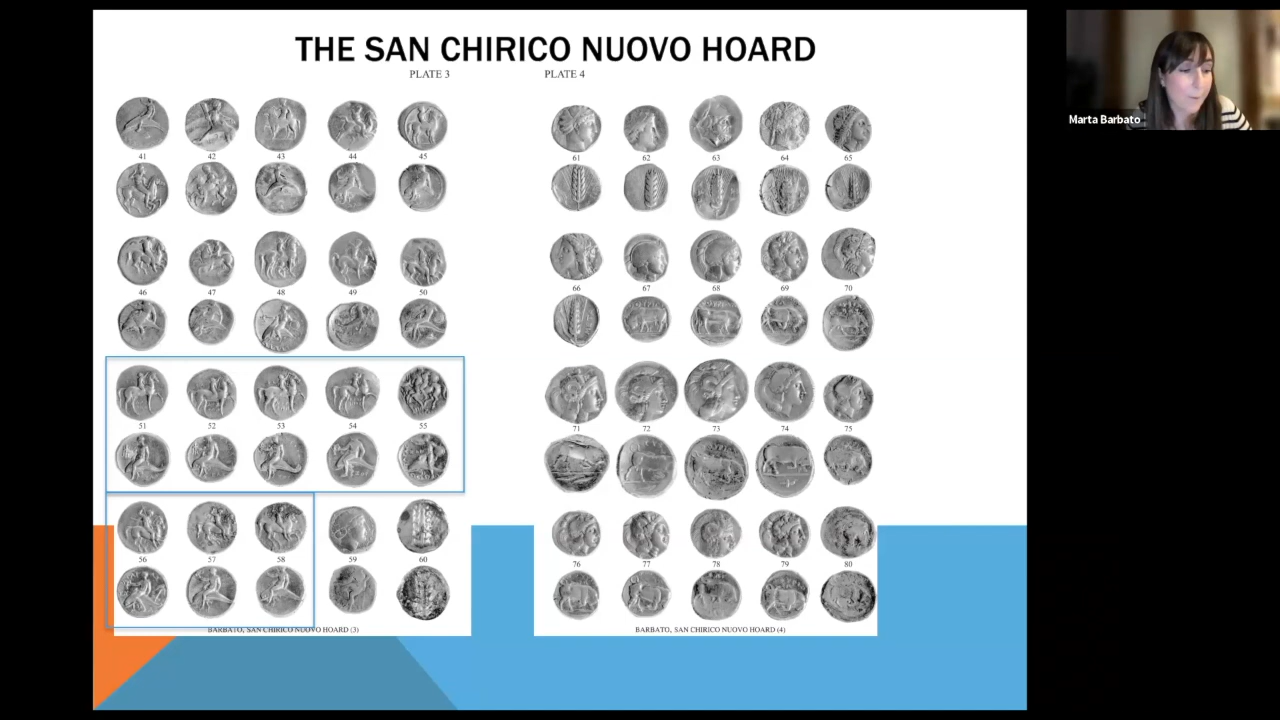 THE SAN CHIRICO NUOVO HOARD
PLATE 3
41 42 43 44 45
46 47 48 49 50
51 52 53 54 55
56 57 58 59 60
BARBATO, SAN CHIRICO NUOVO HOARD (3)
PLATE 4
61 62 63 64 65
66 67 68 69 70
71 72 73 74 75
76 77 78 79 80
BARBATO, SAN CHIRICO NUOVO HOARD (4)
Marta Barbato